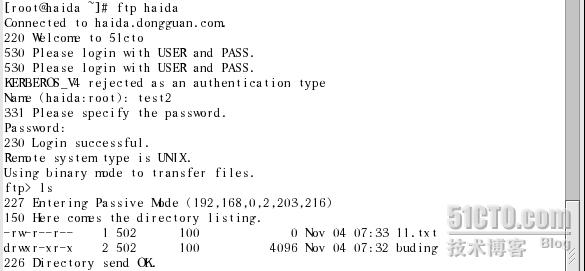 [root@haida ~]# ftp haida
Connected to haida.dongguan.com.
220 Welcome to 51cto
530 Please login with USER and PASS.
530 Please login with USER and PASS.
KERBEROS_V4 rejected as an authentication type
Name (haida:root): test2
331 Please specify the password.
Password:
230 Login successful.
Remote system type is UNIX.
Using binary mode to transfer files.
ftp> ls
227 Entering Passive Mode (192,168,0,2,203,216)
150 Here comes the directory listing.
-rw-r--r-- 1 502 100 0 Nov 04 07:33 11.txt
drwxr-xr-x 2 502 100 4096 Nov 04 07:32 buding
226 Directory send OK.
51CTO.com
技术博客 Blog